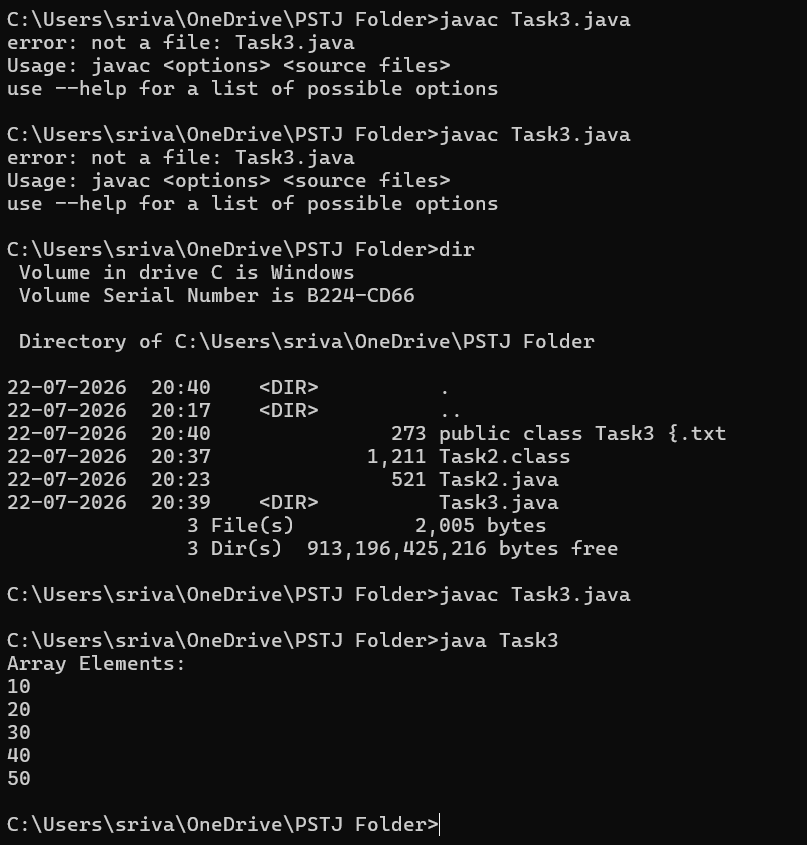 C:\Users\sriva\OneDrive\PSTJ Folder>javac Task3.java
error: not a file: Task3.java
Usage: javac <options> <source files>
use --help for a list of possible options
C:\Users\sriva\OneDrive\PSTJ Folder>javac Task3.java
error: not a file: Task3.java
Usage: javac <options> <source files>
use --help for a list of possible options
C:\Users\sriva\OneDrive\PSTJ Folder>dir
 Volume in drive C is Windows
 Volume Serial Number is B224-CD66
 Directory of C:\Users\sriva\OneDrive\PSTJ Folder
22-07-2026  20:40    <DIR>          .
22-07-2026  20:17    <DIR>          ..
22-07-2026  20:40               273 public class Task3 {.txt
22-07-2026  20:37             1,211 Task2.class
22-07-2026  20:23               521 Task2.java
22-07-2026  20:39    <DIR>          Task3.java
               3 File(s)          2,005 bytes
               3 Dir(s)  913,196,425,216 bytes free
C:\Users\sriva\OneDrive\PSTJ Folder>javac Task3.java
C:\Users\sriva\OneDrive\PSTJ Folder>java Task3
Array Elements:
10
20
30
40
50
C:\Users\sriva\OneDrive\PSTJ Folder>